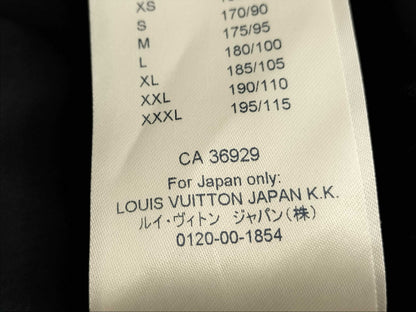 XS
S 170/90
M 175/95
L 180/100
XL 185/105
XXL 190/110
XXXL 195/115
CA 36929
For Japan only:
LOUIS VUITTON JAPAN K.K.
ルイ・ヴィトン ジャパン(株)
0120-00-1854